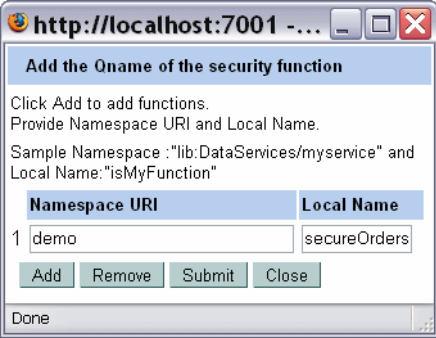 http://localhost:7001 -...
Add the Qname of the security function
Click Add to add functions.
Provide Namespace URI and Local Name.
Sample Namespace :"lib:DataServices/myservice" and
Local Name:"isMyFunction"
Namespace URI Local Name
1 demo secureOrders
Add Remove Submit Close
Done